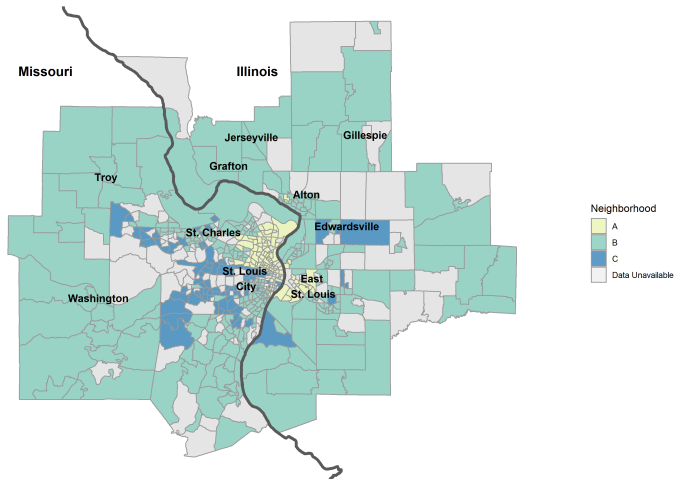 Missouri
Illinois
Jerseyville
Gillespie
Grafton
Troy
Alton
St. Charles
Edwardsville
St. Louis
City
East
St. Louis
Washington
Neighborhood
A
B
C
Data Unavailable